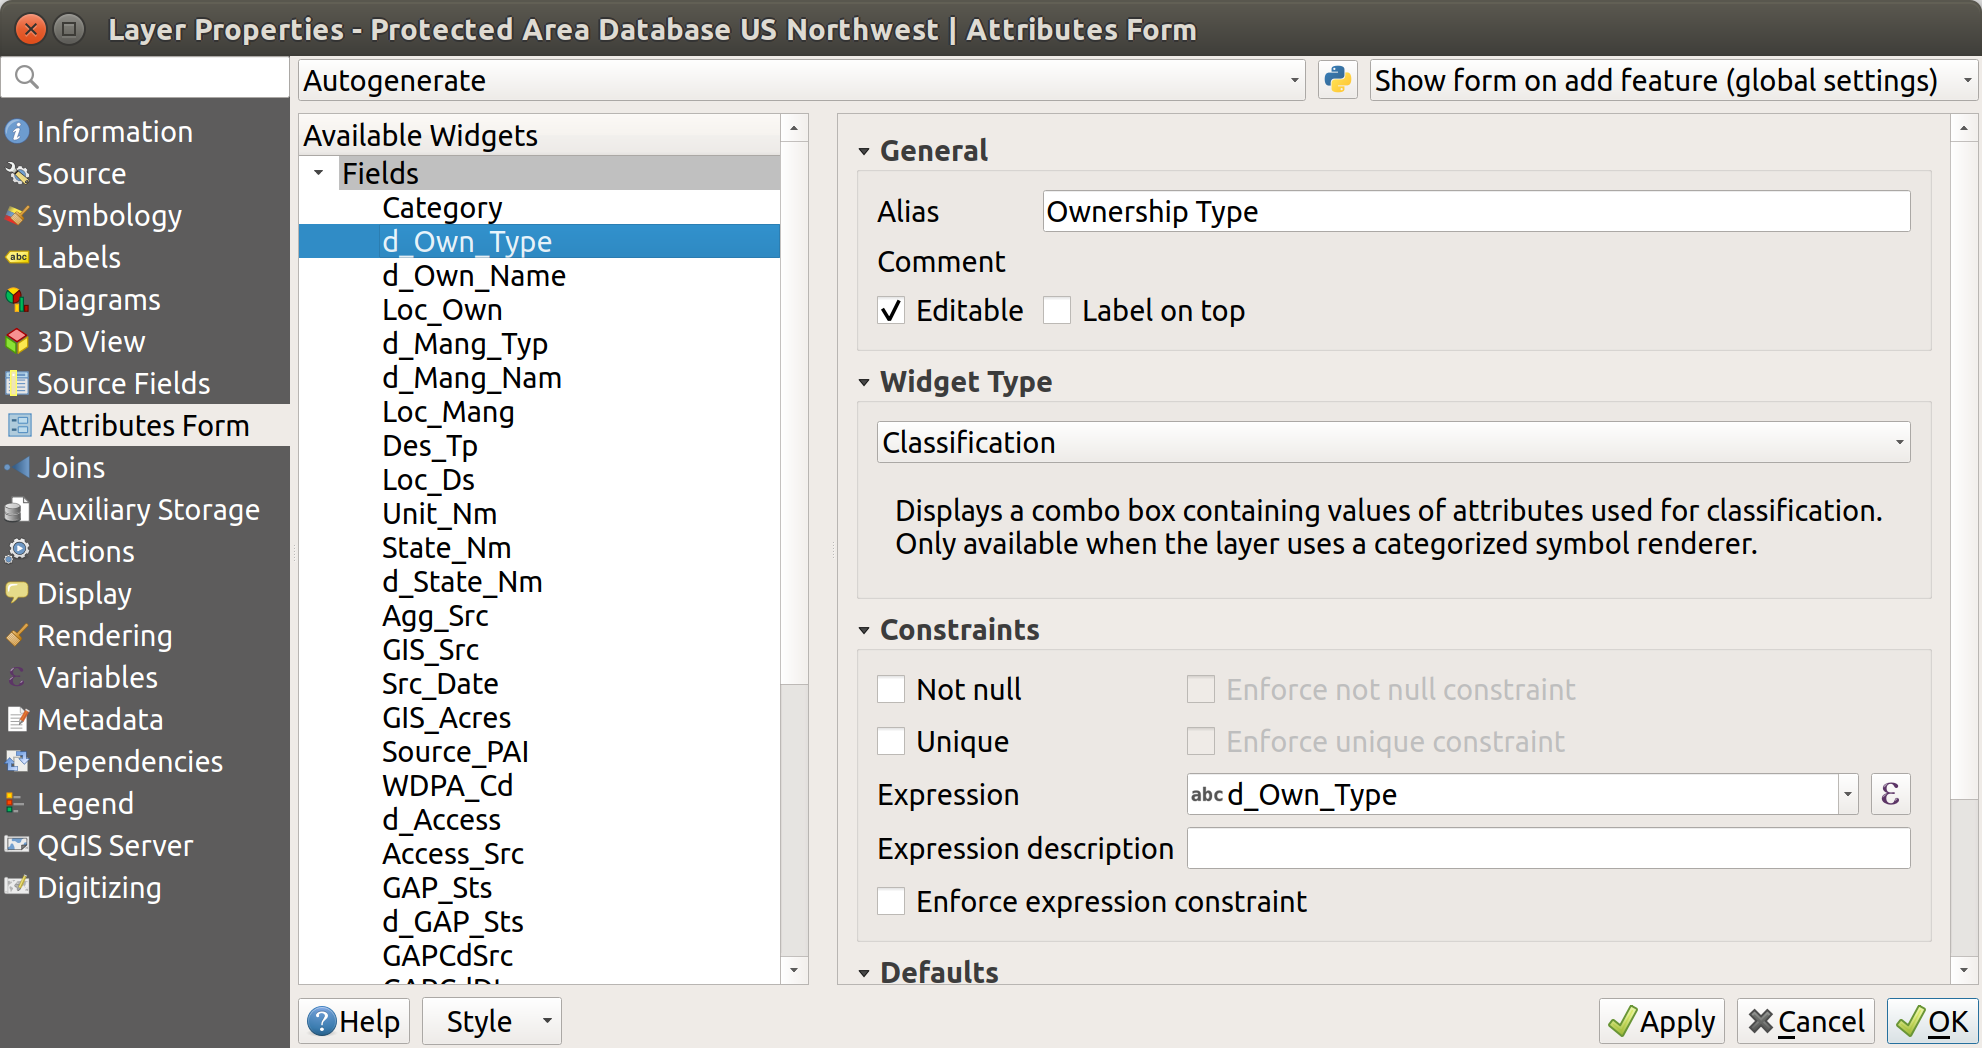 Layer Properties - Protected Area Database US Northwest | Attributes Form
Autogenerate
Show form on add feature (global settings)
Information
Source
Symbology
abc Labels
Diagrams
3D View
Source Fields
Attributes Form
Joins
Auxiliary Storage
Actions
Display
Rendering
Variables
Metadata
Dependencies
Legend
QGIS Server
Digitizing
Available Widgets
Fields
Category
d_Own_Type
d_Own_Name
Loc_Own
d_Mang_Typ
d_Mang_Nam
Loc_Mang
Des_Tp
Loc_Ds
Unit_Nm
State_Nm
d_State_Nm
Agg_Src
GIS_Src
Src_Date
GIS_Acres
Source_PAI
WDPA_Cd
d_Access
Access_Src
GAP_Sts
d_GAP_Sts
GAPCdSrc
General
Alias Ownership Type
Comment
Editable Label on top
Widget Type
Classification
Displays a combo box containing values of attributes used for classification.
Only available when the layer uses a categorized symbol renderer.
Constraints
Not null Enforce not null constraint
Unique Enforce unique constraint
Expression abc d_Own_Type ε
Expression description
Enforce expression constraint
Defaults
? Help Style Apply Cancel OK